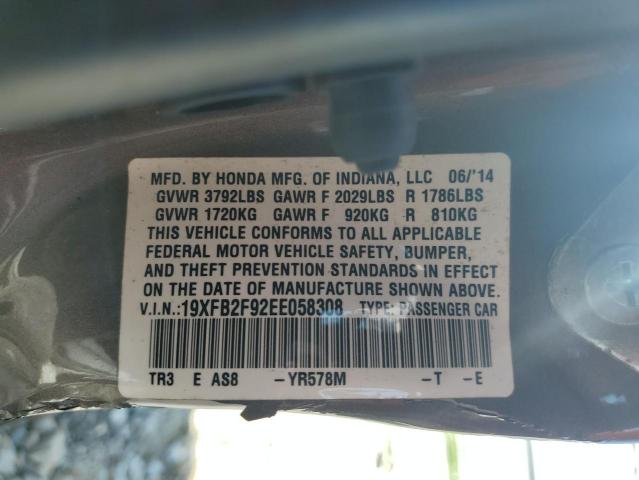 MFD. BY HONDA MFG. OF INDIANA, LLC 06/'14
GVWR 3792LBS GAWR F 2029LBS R 1786LBS
GVWR 1720KG GAWR F 920KG R 810KG
THIS VEHICLE CONFORMS TO ALL APPLICABLE
FEDERAL MOTOR VEHICLE SAFETY, BUMPER,
AND THEFT PREVENTION STANDARDS IN EFFECT
ON THE DATE OF MANUFACTURE SHOWN ABOVE.
V.I.N.:19XFB2F92EE058308 TYPE: PASSENGER CAR
TR3 E AS8 -YR578M -T -E